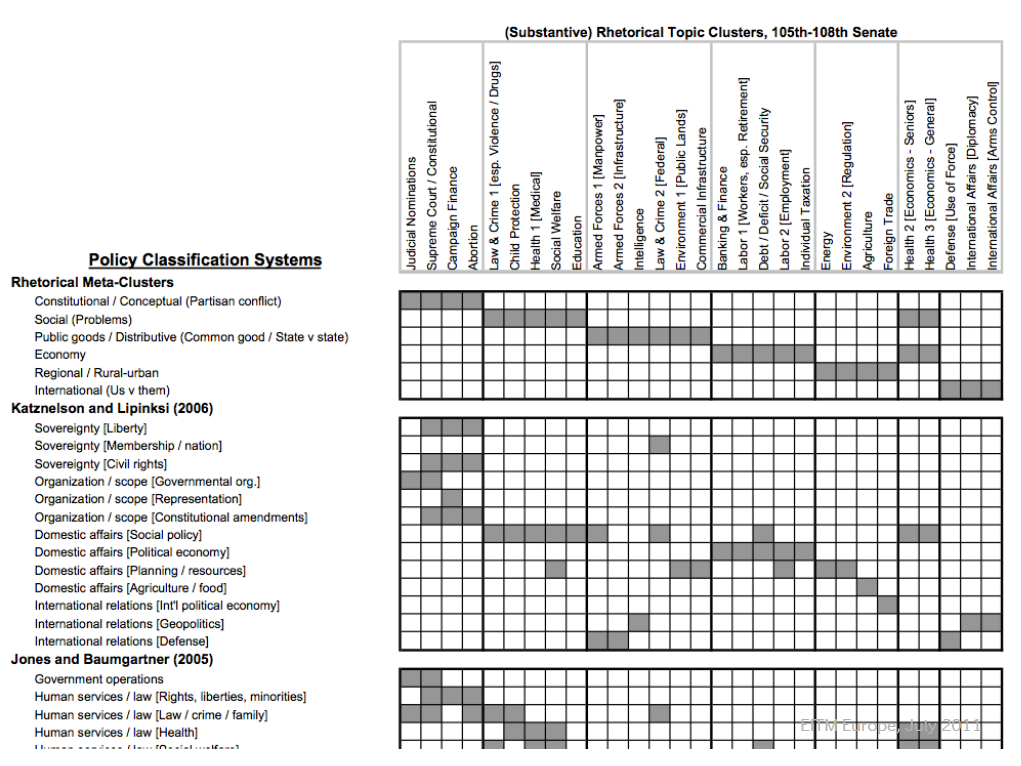 (Substantive) Rhetorical Topic Clusters, 105th-108th Senate
Judicial Nominations
Supreme Court / Constitutional
Campaign Finance
Abortion
Law & Crime 1 [esp. Violence / Drugs]
Child Protection
Health 1 [Medical]
Social Welfare
Education
Armed Forces 1 [Manpower]
Armed Forces 2 [Infrastructure]
Intelligence
Law & Crime 2 [Federal]
Environment 1 [Public Lands]
Commercial Infrastructure
Banking & Finance
Labor 1 [Workers, esp. Retirement]
Debt / Deficit / Social Security
Labor 2 [Employment]
Individual Taxation
Energy
Environment 2 [Regulation]
Agriculture
Foreign Trade
Health 2 [Economics - Seniors]
Health 3 [Economics - General]
Defense [Use of Force]
International Affairs [Diplomacy]
International Affairs [Arms Control]
Policy Classification Systems
Rhetorical Meta-Clusters
Constitutional / Conceptual (Partisan conflict)
Social (Problems)
Public goods / Distributive (Common good / State v state)
Economy
Regional / Rural-urban
International (Us v them)
Katznelson and Lipinksi (2006)
Sovereignty [Liberty]
Sovereignty [Membership / nation]
Sovereignty [Civil rights]
Organization / scope [Governmental org.]
Organization / scope [Representation]
Organization / scope [Constitutional amendments]
Domestic affairs [Social policy]
Domestic affairs [Political economy]
Domestic affairs [Planning / resources]
Domestic affairs [Agriculture / food]
International relations [Int'l political economy]
International relations [Geopolitics]
International relations [Defense]
Jones and Baumgartner (2005)
Government operations
Human services / law [Rights, liberties, minorities]
Human services / law [Law / crime / family]
Human services / law [Health]
Human services / law [Social welfare]
EITM Europe, July 2011